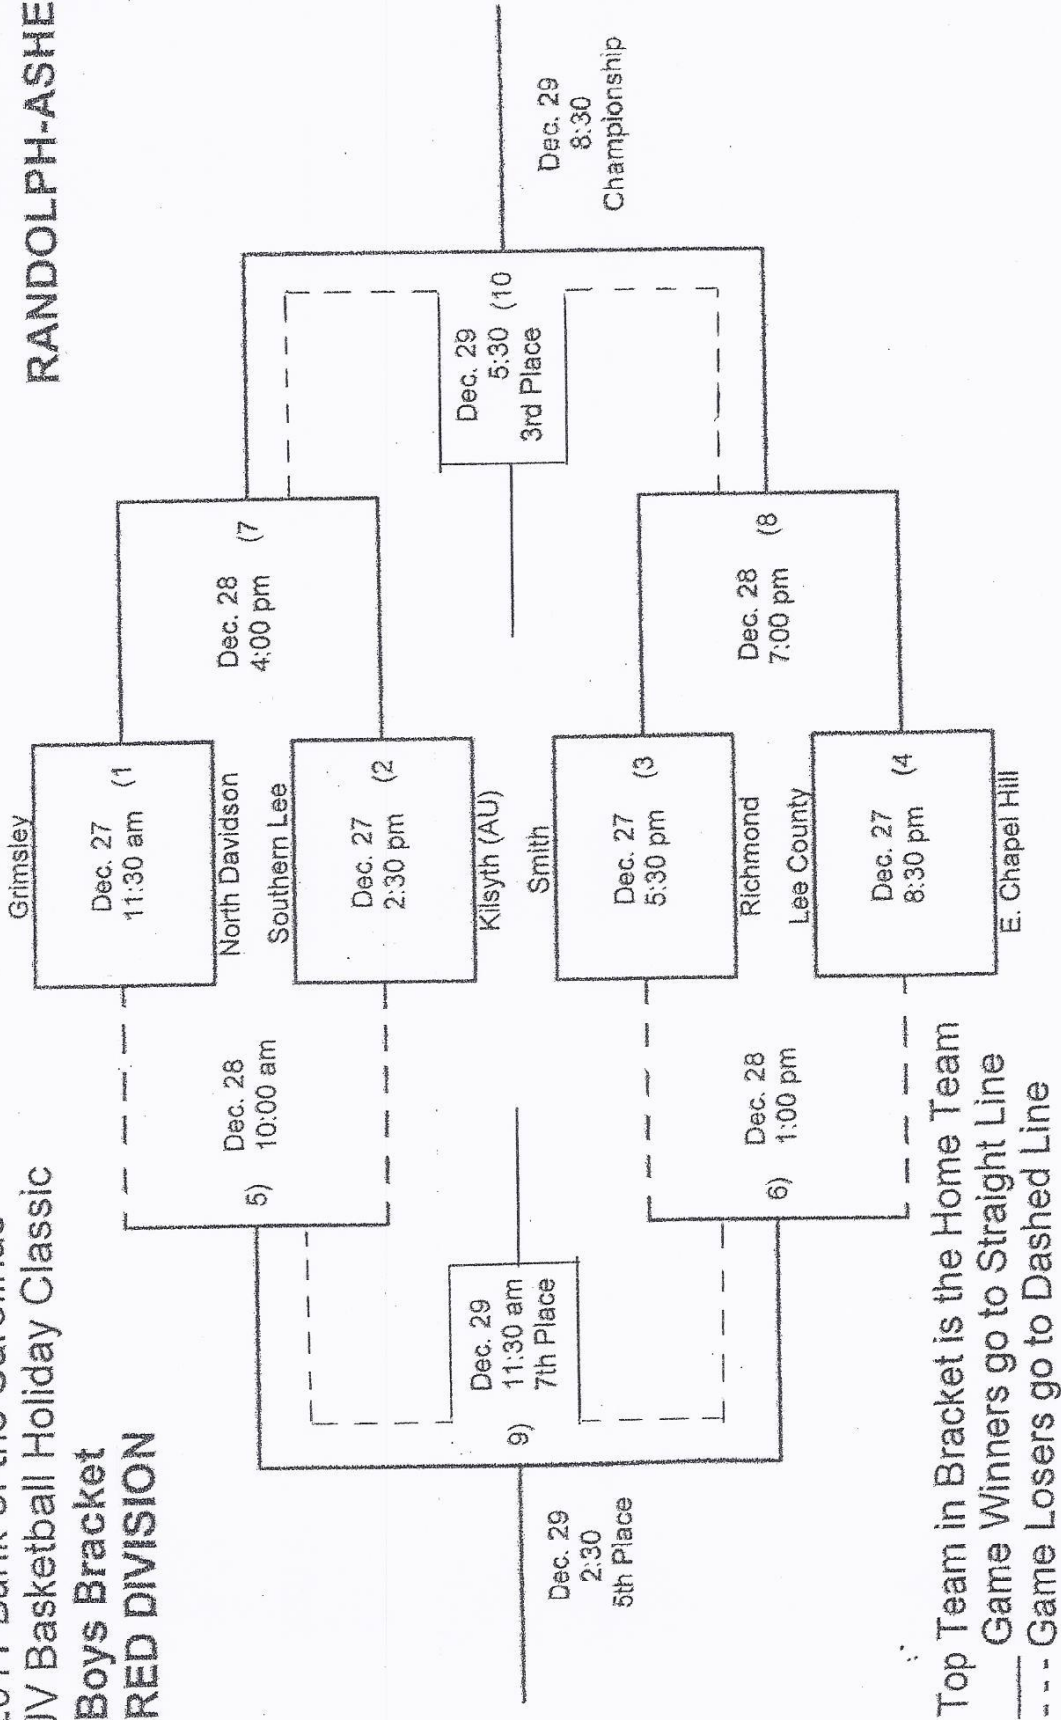 JV Basketball Holiday Classic
Boys Bracket
RED DIVISION
RANDOLPH-ASHE
Grimsley
Dec. 27
11:30 am (1
North Davidson
Southern Lee
Dec. 27
2:30 pm (2
Kilsyth (AU)
Smith
Dec. 27
5:30 pm (3
Richmond
Lee County
Dec. 27
8:30 pm (4
E. Chapel Hill
Dec. 28
10:00 am
5)
Dec. 28
1:00 pm
6)
Dec. 28
4:00 pm (7
Dec. 28
7:00 pm (8
Dec. 29
11:30 am
7th Place
9)
Dec. 29
2:30
5th Place
Dec. 29
5:30 (10
3rd Place
Dec. 29
8:30
Championship
Top Team in Bracket is the Home Team
Game Winners go to Straight Line
- - - Game Losers go to Dashed Line